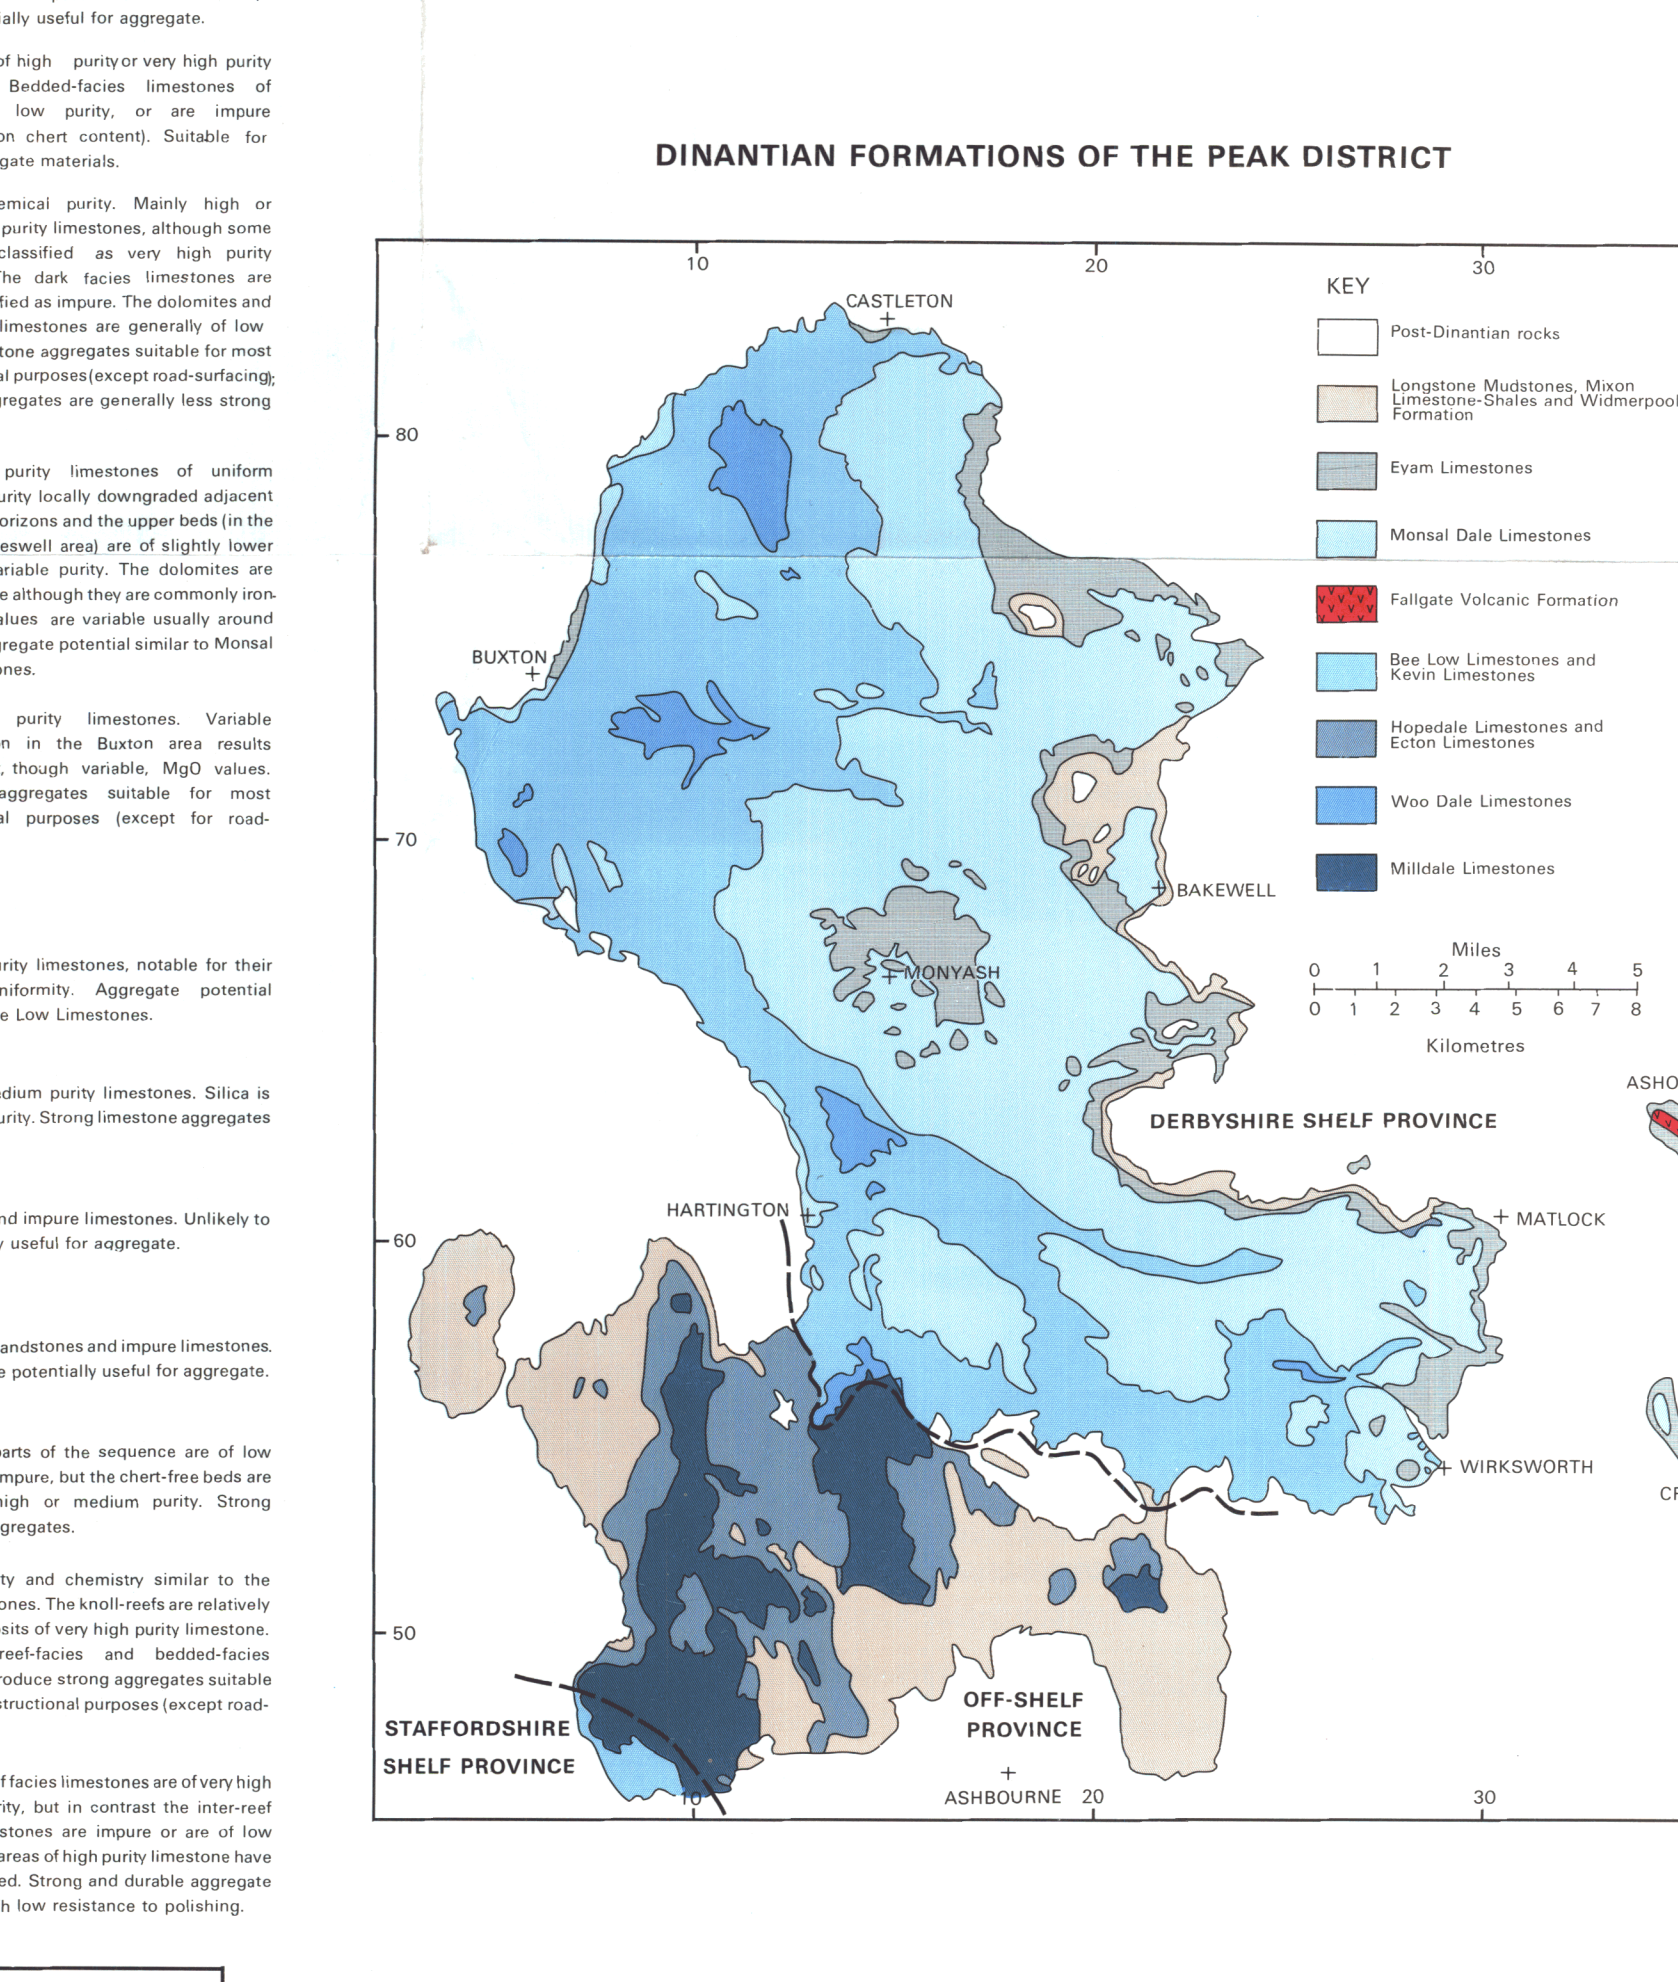 ially useful for aggregate.
of high purity or very high purity
Bedded-facies limestones of
low purity, or are impure
on chert content). Suitable for
gate materials.
emical purity. Mainly high or
purity limestones, although some
classified as very high purity
The dark facies limestones are
fied as impure. The dolomites and
limestones are generally of low
tone aggregates suitable for most
al purposes (except road-surfacing);
gregates are generally less strong
purity limestones of uniform
urity locally downgraded adjacent
orizons and the upper beds (in the
eswell area) are of slightly lower
ariable purity. The dolomites are
e although they are commonly iron-
alues are variable usually around
gregate potential similar to Monsal
ones.
purity limestones. Variable
n in the Buxton area results
, though variable, MgO values.
aggregates suitable for most
al purposes (except for road-
rity limestones, notable for their
niformity. Aggregate potential
e Low Limestones.
edium purity limestones. Silica is
urity. Strong limestone aggregates
nd impure limestones. Unlikely to
y useful for aggregate.
andstones and impure limestones.
e potentially useful for aggregate.
arts of the sequence are of low
mpure, but the chert-free beds are
high or medium purity. Strong
ggregates.
ty and chemistry similar to the
ones. The knoll-reefs are relatively
sits of very high purity limestone.
reef-facies and bedded-facies
roduce strong aggregates suitable
structional purposes (except road-
f facies limestones are of very high
rity, but in contrast the inter-reef
stones are impure or are of low
areas of high purity limestone have
ed. Strong and durable aggregate
h low resistance to polishing.
DINANTIAN FORMATIONS OF THE PEAK DISTRICT
10
20
30
KEY
Post-Dinantian rocks
Longstone Mudstones, Mixon
Limestone-Shales and Widmerpool
Formation
Eyam Limestones
Monsal Dale Limestones
Fallgate Volcanic Formation
Bee Low Limestones and
Kevin Limestones
Hopedale Limestones and
Ecton Limestones
Woo Dale Limestones
Milldale Limestones
Miles
0 1 2 3 4 5
0 1 2 3 4 5 6 7 8
Kilometres
CASTLETON
80
BUXTON
70
BAKEWELL
MONYASH
ASHO
DERBYSHIRE SHELF PROVINCE
HARTINGTON
MATLOCK
60
WIRKSWORTH
CR
50
OFF-SHELF
PROVINCE
STAFFORDSHIRE
SHELF PROVINCE
ASHBOURNE
10
20
30